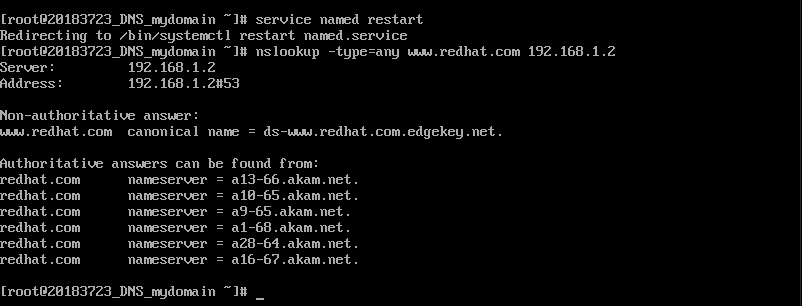 [root@20183723_DNS_mydomain ~]# service named restart
Redirecting to /bin/systemctl restart named.service
[root@20183723_DNS_mydomain ~]# nslookup -type=any www.redhat.com 192.168.1.2
Server:         192.168.1.2
Address:        192.168.1.2#53
Non-authoritative answer:
www.redhat.com  canonical name = ds-www.redhat.com.edgekey.net.
Authoritative answers can be found from:
redhat.com      nameserver = a13-66.akam.net.
redhat.com      nameserver = a10-65.akam.net.
redhat.com      nameserver = a9-65.akam.net.
redhat.com      nameserver = a1-68.akam.net.
redhat.com      nameserver = a28-64.akam.net.
redhat.com      nameserver = a16-67.akam.net.
[root@20183723_DNS_mydomain ~]# _